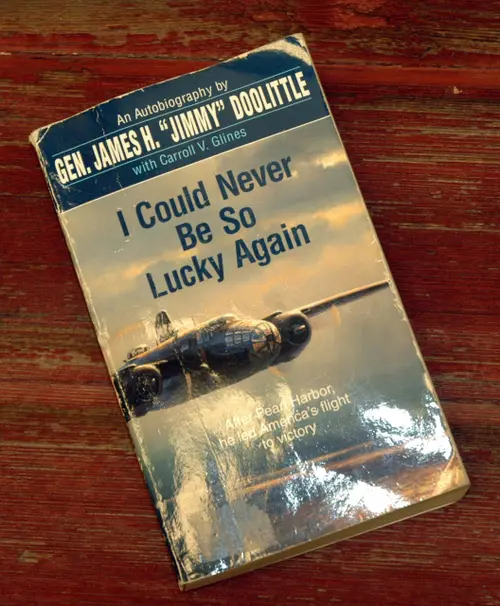 An Autobiography by
GEN. JAMES H. "JIMMY" DOOLITTLE
with Carroll V. Glines
I Could Never
Be So
Lucky Again
After Pearl Harbor,
he led America's flight
to victory